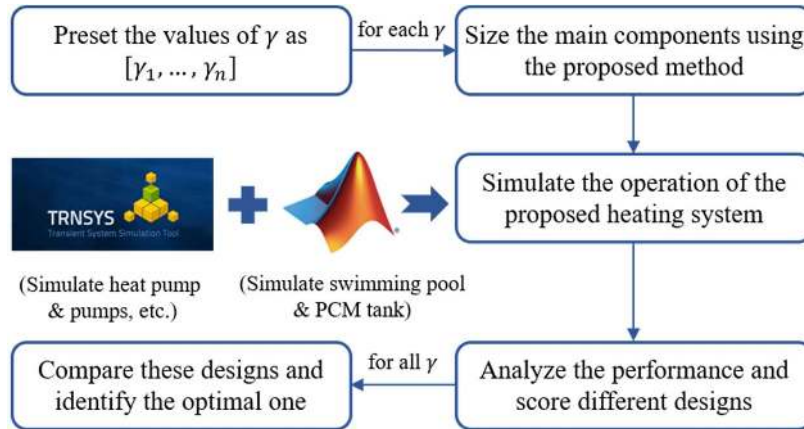 Preset the values of γ as
[γ₁, … , γₙ]
for each γ
Size the main components using
the proposed method
TRNSYS
Transient System Simulation Tool
Simulate the operation of the
proposed heating system
(Simulate heat pump
& pumps, etc.)
(Simulate swimming pool
& PCM tank)
Compare these designs and
identify the optimal one
for all γ
Analyze the performance and
score different designs